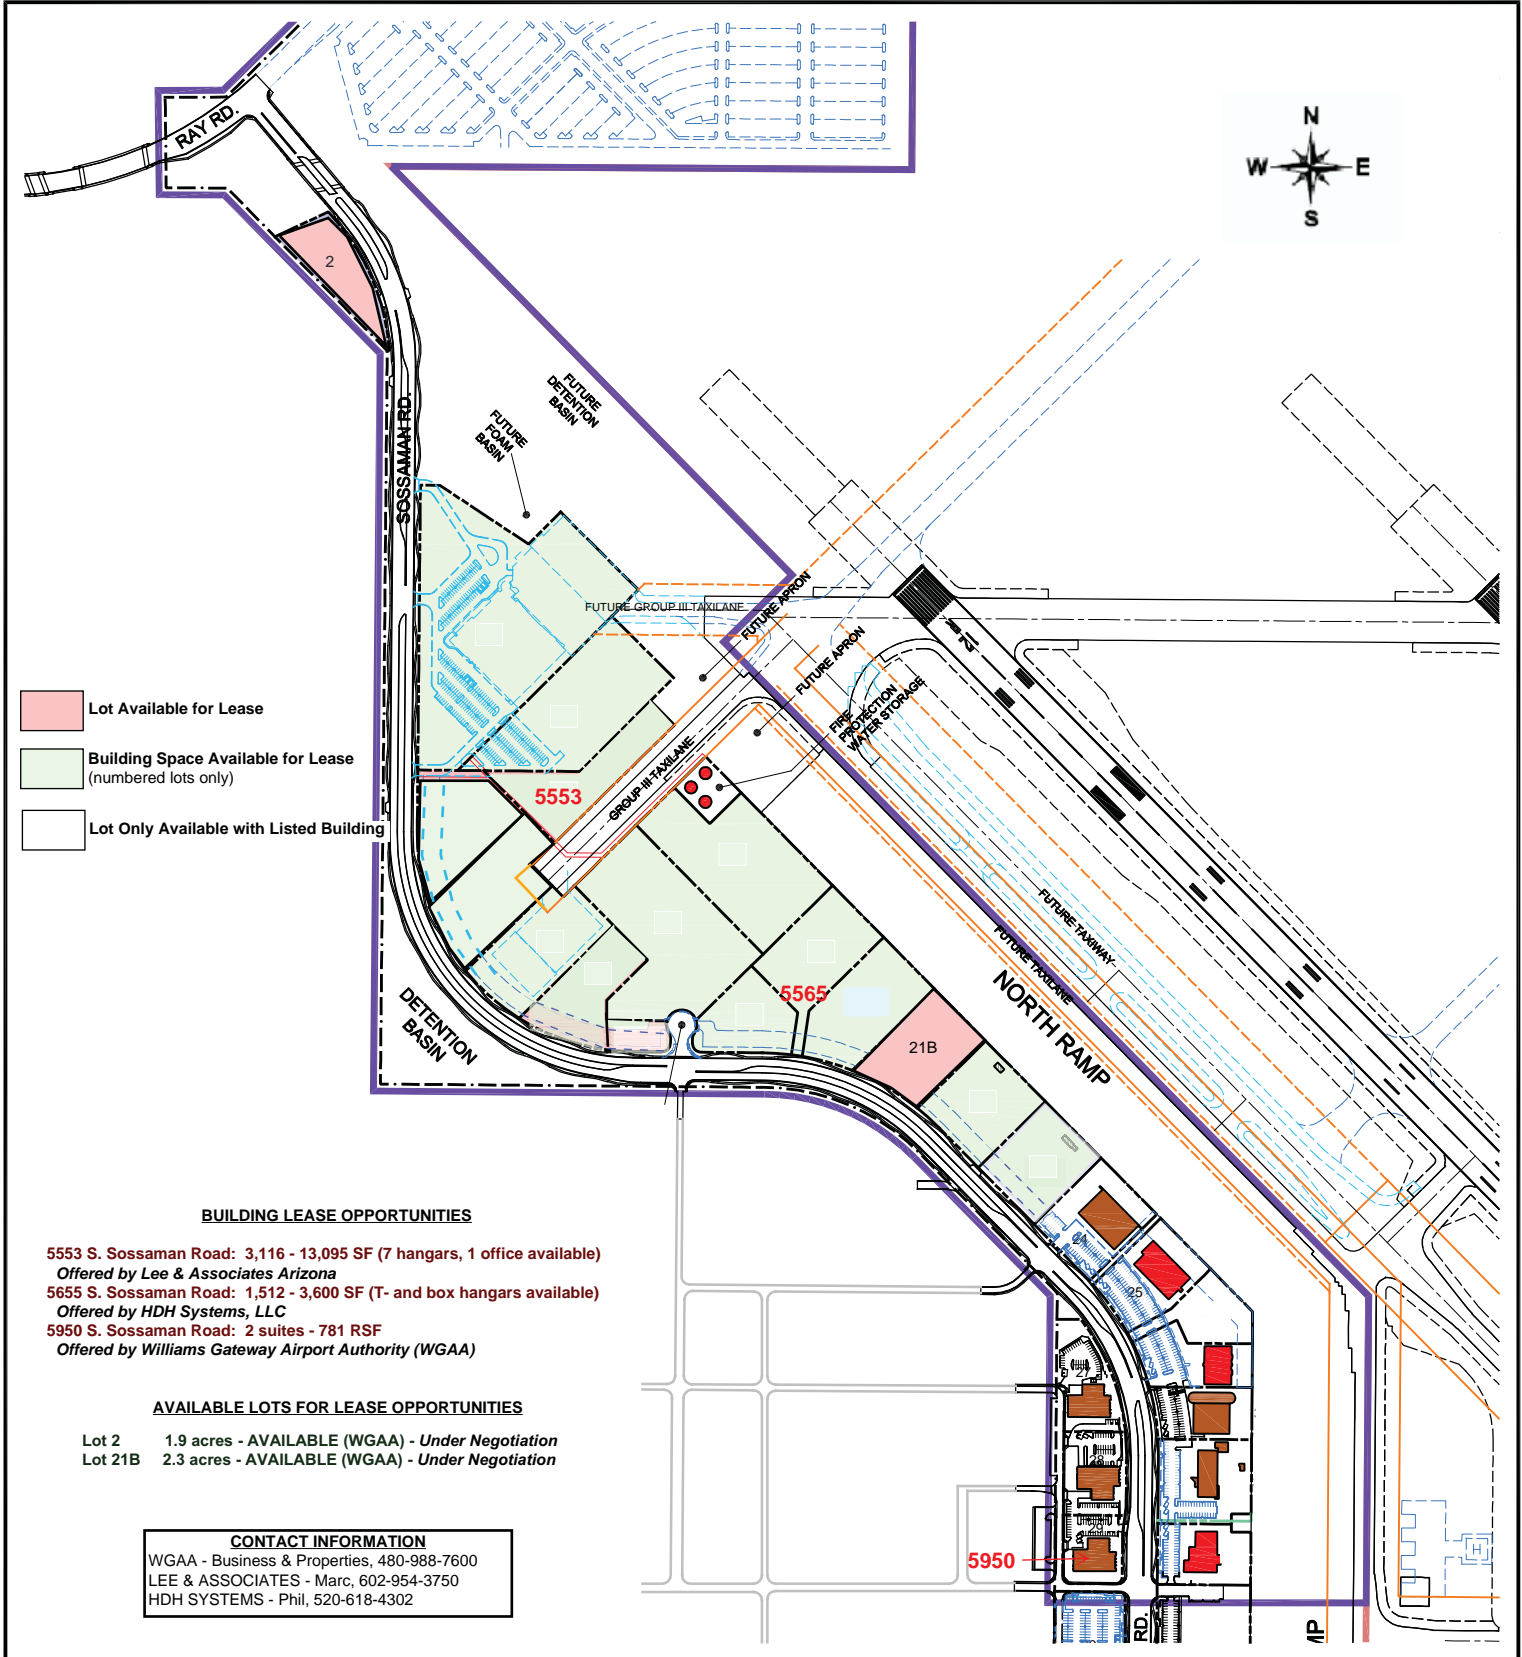 RAY RD.
N
W E
S
2
SOSSAMAN RD.
FUTURE
DETENTION
BASIN
FUTURE
FOAM
BASIN
FUTURE GROUP III TAXILANE
FUTURE APRON
FUTURE APRON
FIRE
PROTECTION
WATER STORAGE
GROUP III TAXILANE
Lot Available for Lease
Building Space Available for Lease
(numbered lots only)
Lot Only Available with Listed Building
5553
FUTURE TAXIWAY
FUTURE TAXILANE
NORTH RAMP
5565
DETENTION
BASIN
21B
24
25
27
28
29
5950
H
RD.
BUILDING LEASE OPPORTUNITIES
5553 S. Sossaman Road: 3,116 - 13,095 SF (7 hangars, 1 office available)
Offered by Lee & Associates Arizona
5655 S. Sossaman Road: 1,512 - 3,600 SF (T- and box hangars available)
Offered by HDH Systems, LLC
5950 S. Sossaman Road: 2 suites - 781 RSF
Offered by Williams Gateway Airport Authority (WGAA)
AVAILABLE LOTS FOR LEASE OPPORTUNITIES
Lot 2 1.9 acres - AVAILABLE (WGAA) - Under Negotiation
Lot 21B 2.3 acres - AVAILABLE (WGAA) - Under Negotiation
CONTACT INFORMATION
WGAA - Business & Properties, 480-988-7600
LEE & ASSOCIATES - Marc, 602-954-3750
HDH SYSTEMS - Phil, 520-618-4302